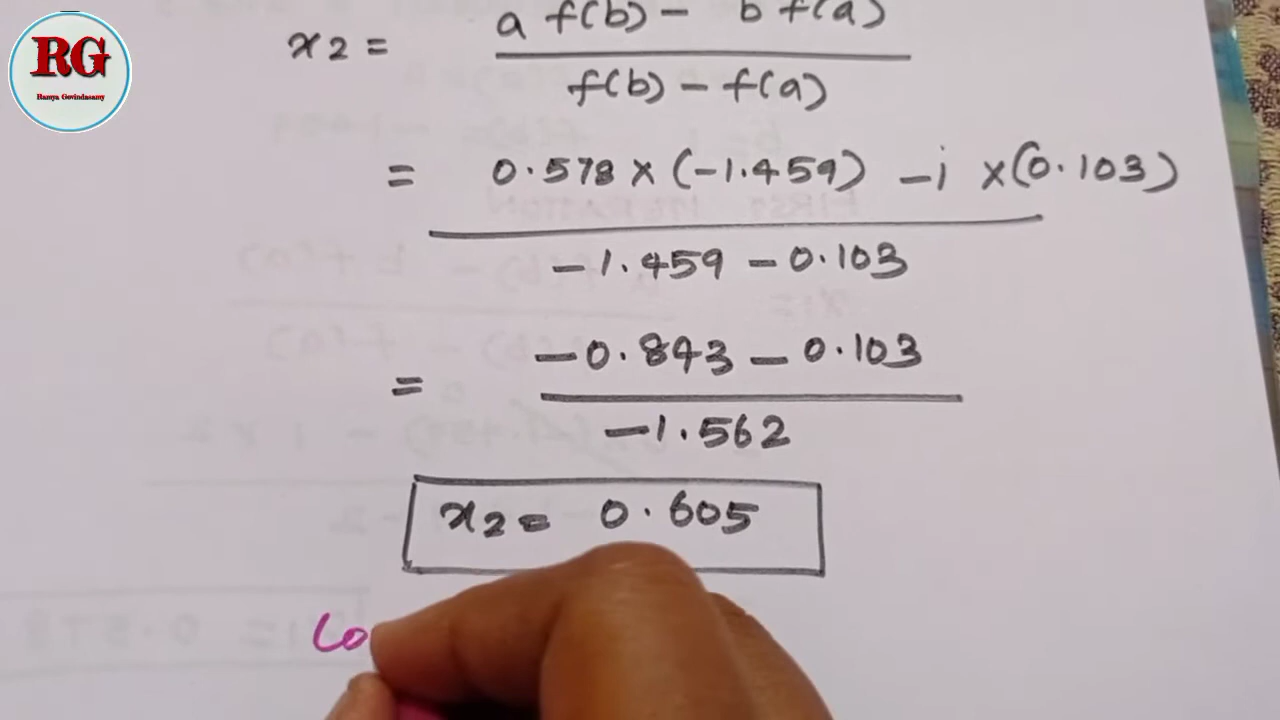 RG
Ramya Govindasamy
x2 = a f(b) - b f(a)
f(b) - f(a)
= 0.578 x (-1.459) - 1 x (0.103)
-1.459 - 0.103
= -0.843 - 0.103
-1.562
x2 = 0.605
Co